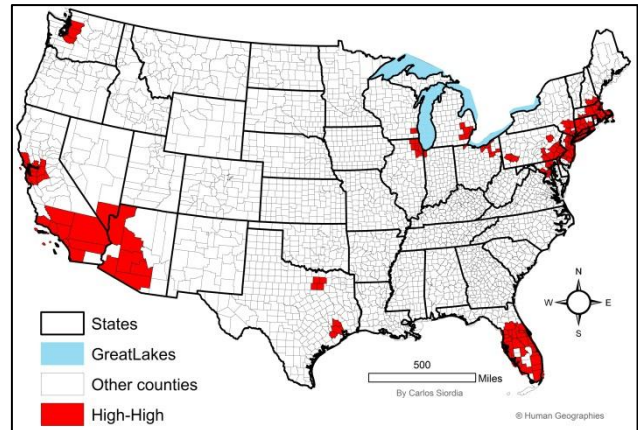 N
W E
S
States
GreatLakes
Other counties
High-High
500
Miles
By Carlos Siordia
® Human Geographies